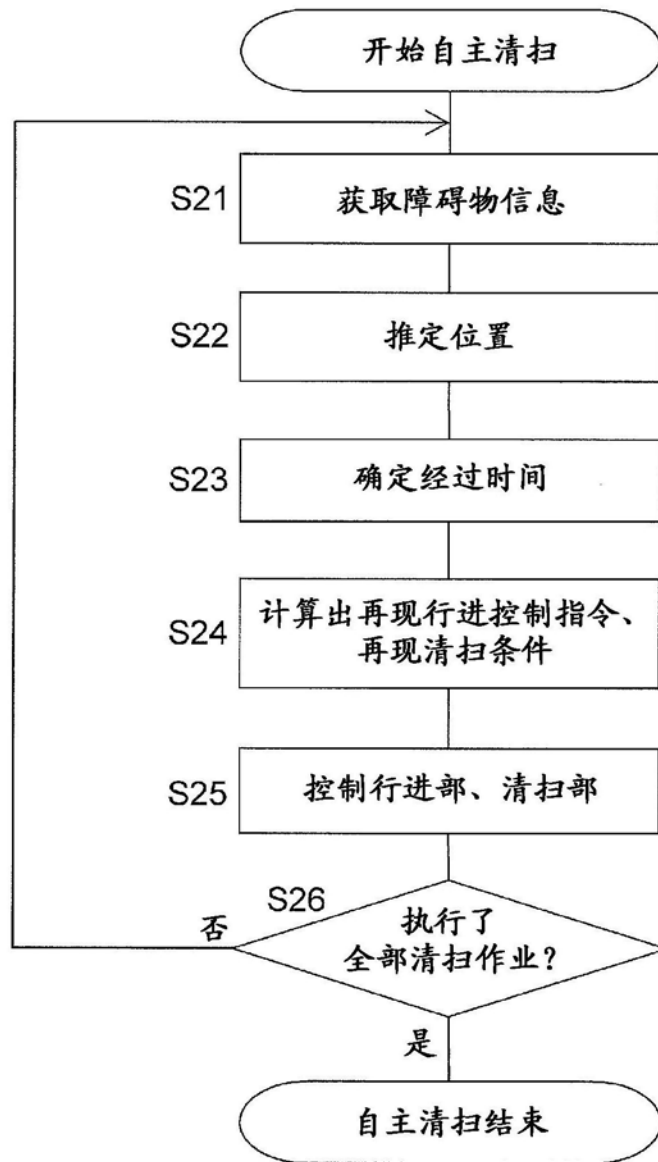 开始自主清扫
S21
获取障碍物信息
S22
推定位置
S23
确定经过时间
S24
计算出再现行进控制指令、
再现清扫条件
S25
控制行进部、清扫部
S26
执行了
全部清扫作业?
否
是
自主清扫结束